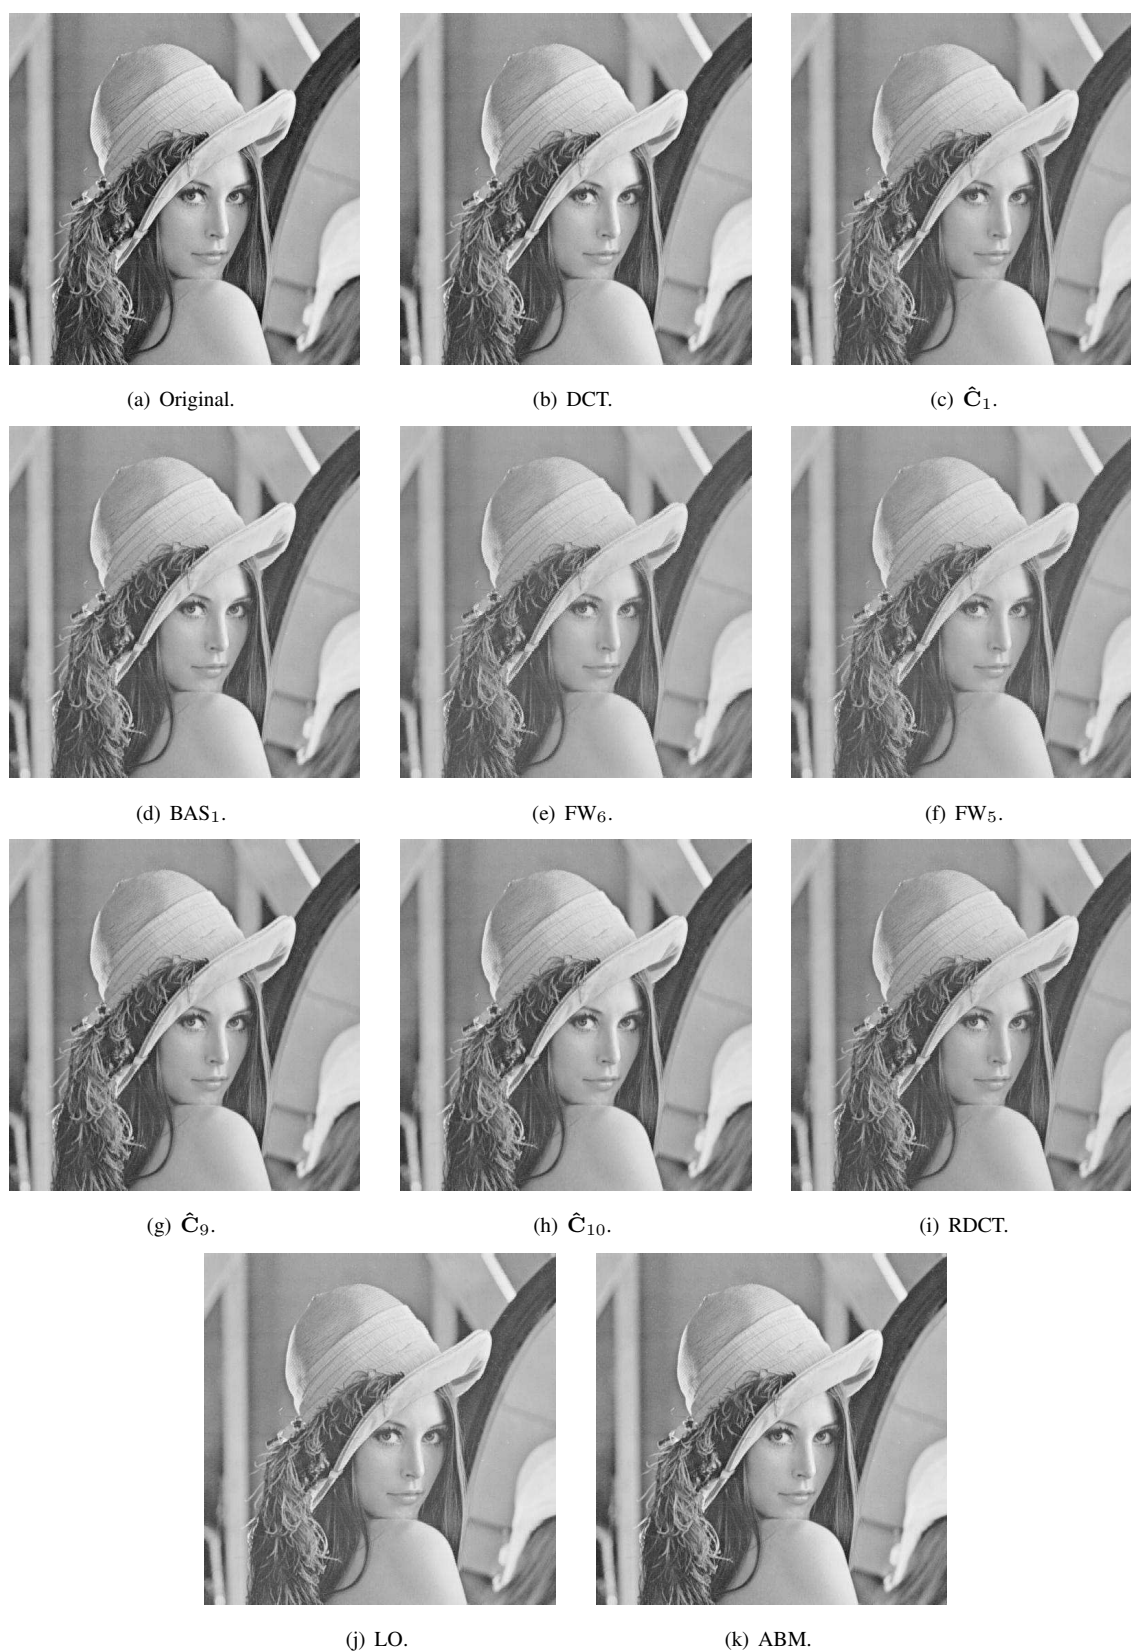 (a) Original. (b) DCT. (c) Ĉ₁.
(d) BAS₁. (e) FW₆. (f) FW₅.
(g) Ĉ₉. (h) Ĉ₁₀. (i) RDCT.
(j) LO. (k) ABM.